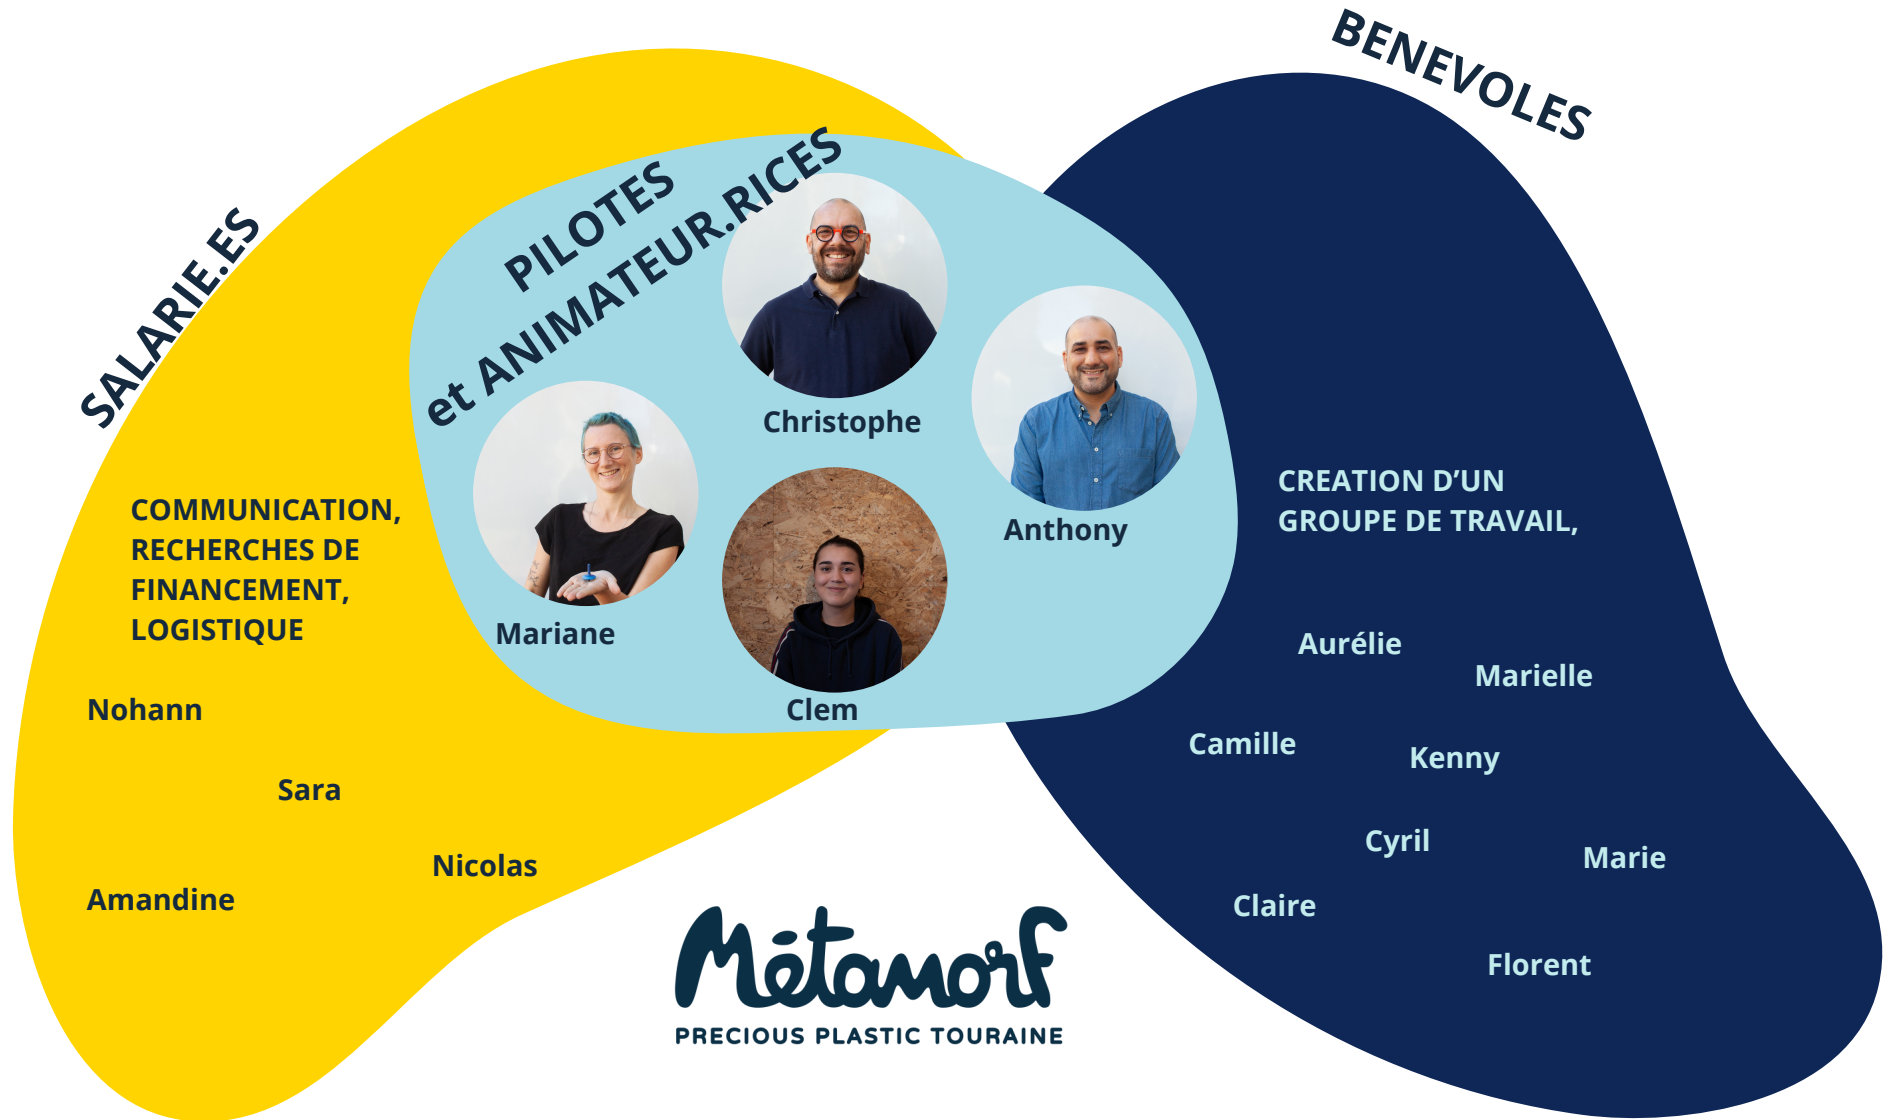 BENEVOLES
SALARIE.ES
PILOTES
et ANIMATEUR.RICES
Christophe
Anthony
Mariane
Clem
COMMUNICATION,
RECHERCHES DE
FINANCEMENT,
LOGISTIQUE
Nohann
Sara
Nicolas
Amandine
CREATION D’UN
GROUPE DE TRAVAIL,
Aurélie
Marielle
Camille
Kenny
Cyril
Marie
Claire
Florent
Métamorf
PRECIOUS PLASTIC TOURAINE